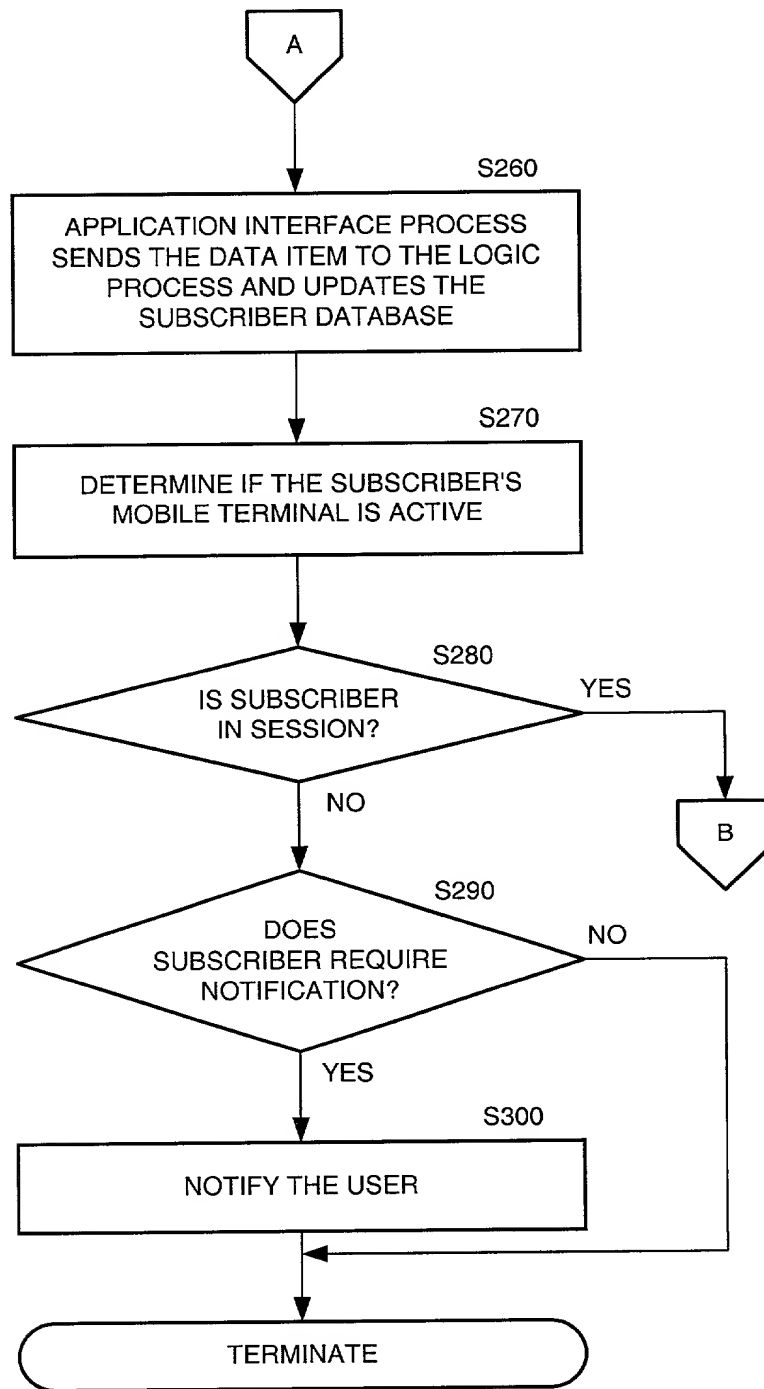 A
S260
APPLICATION INTERFACE PROCESS
SENDS THE DATA ITEM TO THE LOGIC
PROCESS AND UPDATES THE
SUBSCRIBER DATABASE
S270
DETERMINE IF THE SUBSCRIBER'S
MOBILE TERMINAL IS ACTIVE
S280
IS SUBSCRIBER
IN SESSION?
YES
NO
B
S290
DOES
SUBSCRIBER REQUIRE
NOTIFICATION?
NO
YES
S300
NOTIFY THE USER
TERMINATE